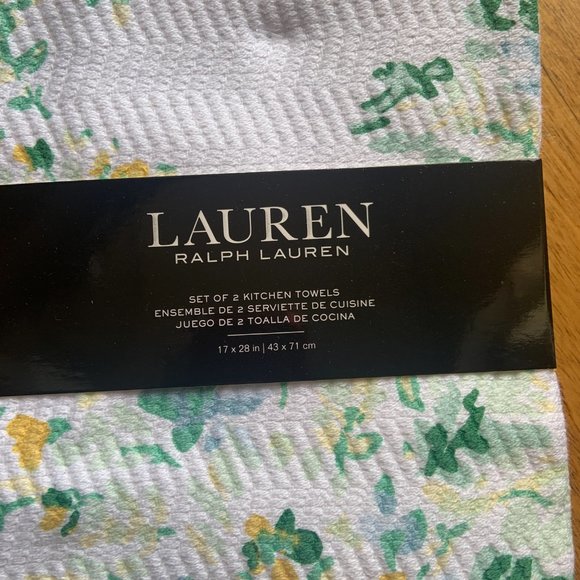 LAUREN
RALPH LAUREN
SET OF 2 KITCHEN TOWELS
ENSEMBLE DE 2 SERVIETTE DE CUISINE
JUEGO DE 2 TOALLA DE COCINA
17 x 28 in | 43 x 71 cm